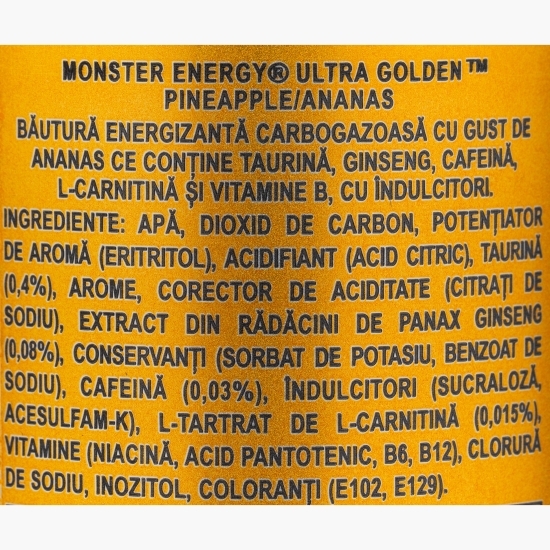 MONSTER ENERGY® ULTRA GOLDEN™
PINEAPPLE/ANANAS
BĂUTURĂ ENERGIZANTĂ CARBOGAZOASĂ CU GUST DE
ANANAS CE CONȚINE TAURINĂ, GINSENG, CAFEINĂ,
L-CARNITINĂ ȘI VITAMINE B, CU ÎNDULCITORI.
INGREDIENTE: APĂ, DIOXID DE CARBON, POTENȚIATOR
DE AROMĂ (ERITRITOL), ACIDIFIANT (ACID CITRIC), TAURINĂ
(0,4%), AROME, CORECTOR DE ACIDITATE (CITRAȚI DE
SODIU), EXTRACT DIN RĂDĂCINI DE PANAX GINSENG
(0,08%), CONSERVANȚI (SORBAT DE POTASIU, BENZOAT DE
SODIU), CAFEINĂ (0,03%), ÎNDULCITORI (SUCRALOZĂ,
ACESULFAM-K), L-TARTRAT DE L-CARNITINĂ (0,015%),
VITAMINE (NIACINĂ, ACID PANTOTENIC, B6, B12), CLORURĂ
DE SODIU, INOZITOL, COLORANȚI (E102, E129).